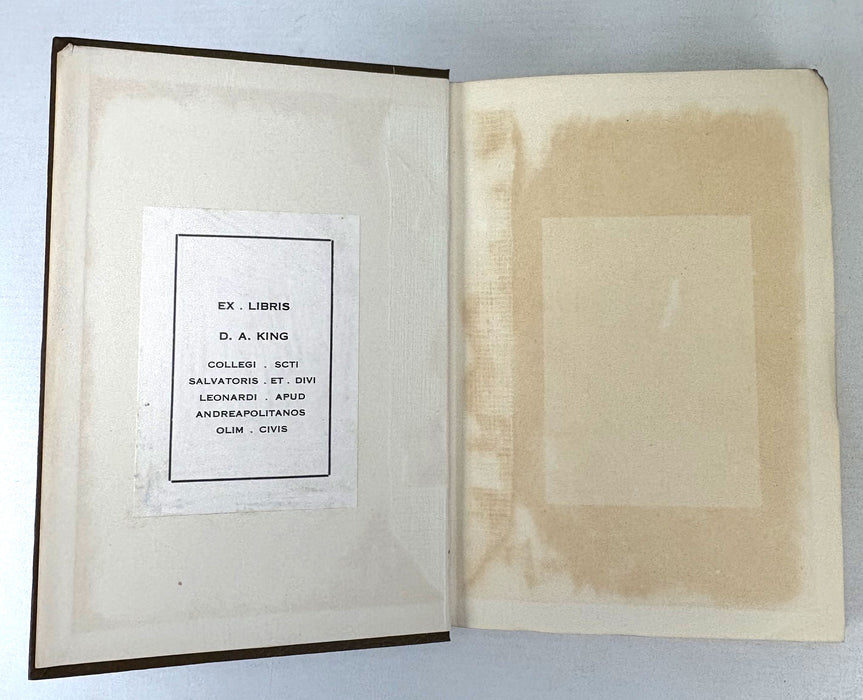 EX . LIBRIS
D. A. KING
COLLEGI . SCTI
SALVATORIS . ET . DIVI
LEONARDI . APUD
ANDREAPOLITANOS
OLIM . CIVIS